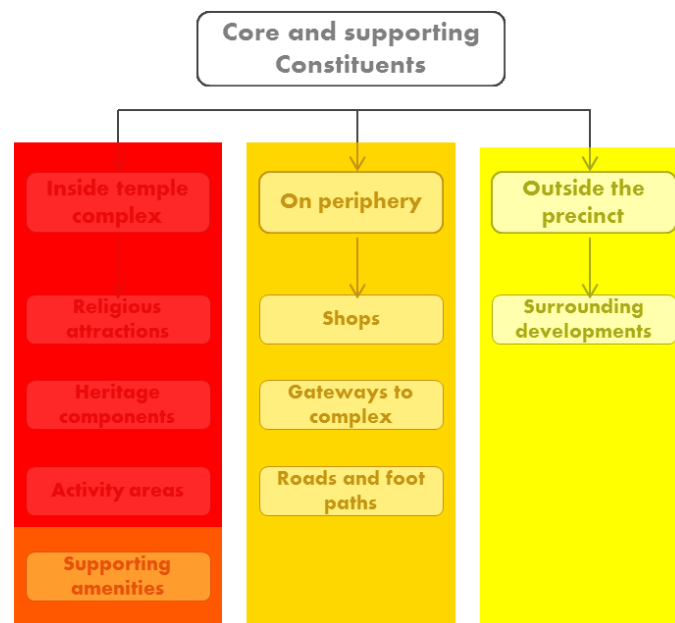 Core and supporting
Constituents
Inside temple
complex
On periphery
Outside the
precinct
Religious
attractions
Shops
Surrounding
developments
Heritage
components
Gateways to
complex
Activity areas
Roads and foot
paths
Supporting
amenities